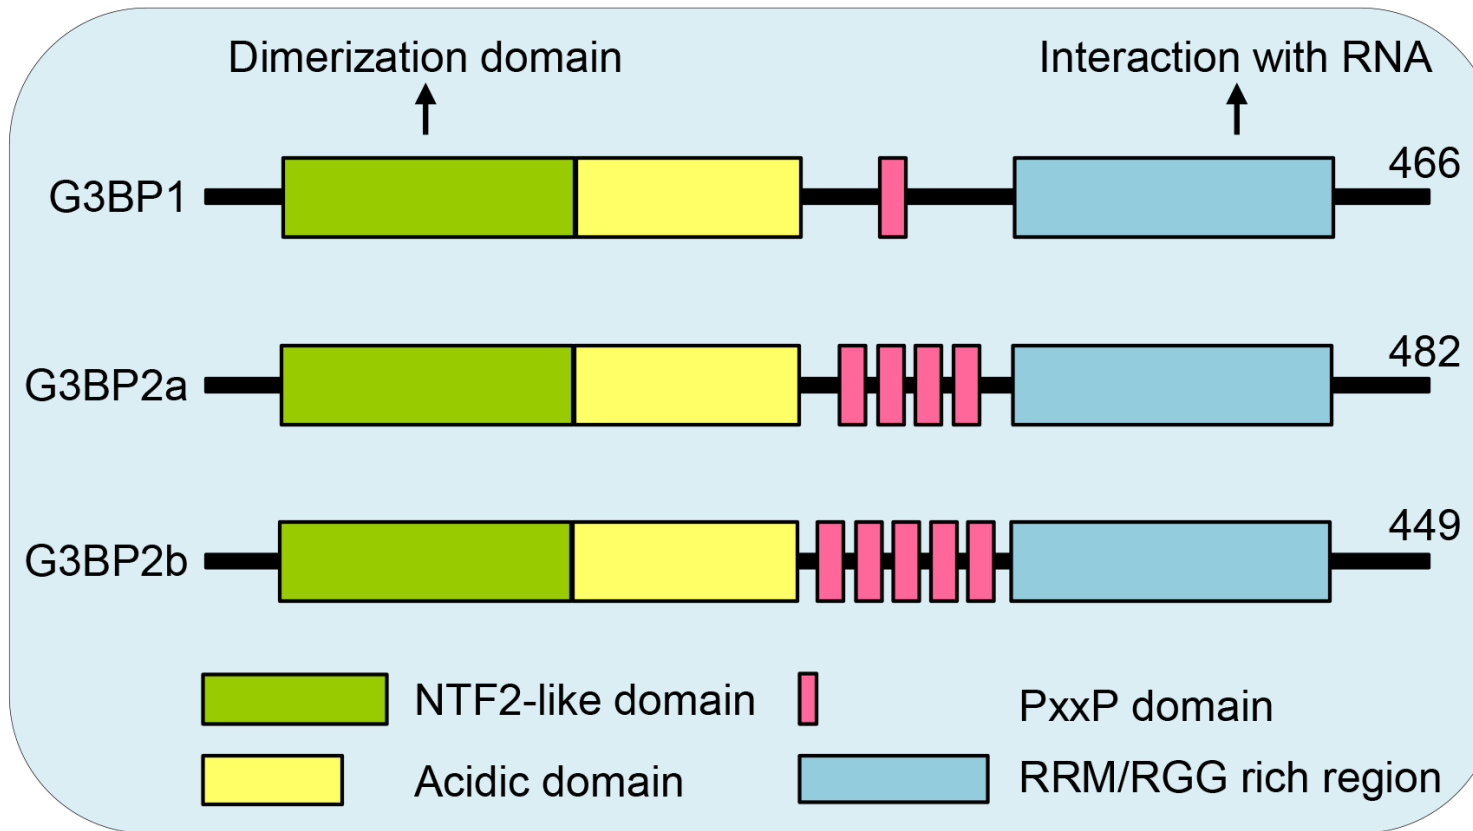 Dimerization domain
Interaction with RNA
G3BP1
466
G3BP2a
482
G3BP2b
449
NTF2-like domain
PxxP domain
Acidic domain
RRM/RGG rich region